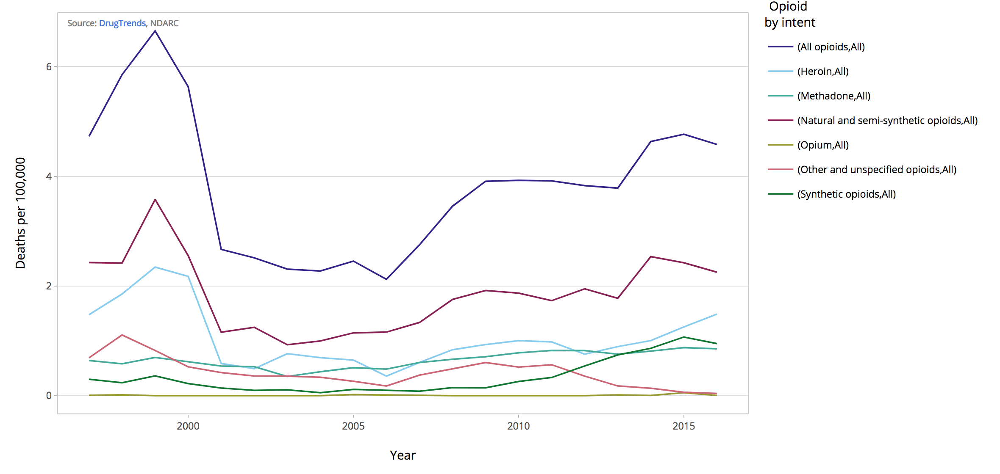 Source: DrugTrends, NDARC
6
4
2
0
Deaths per 100,000
2000
2005
2010
2015
Year
Opioid
by intent
(All opioids,All)
(Heroin,All)
(Methadone,All)
(Natural and semi-synthetic opioids,All)
(Opium,All)
(Other and unspecified opioids,All)
(Synthetic opioids,All)